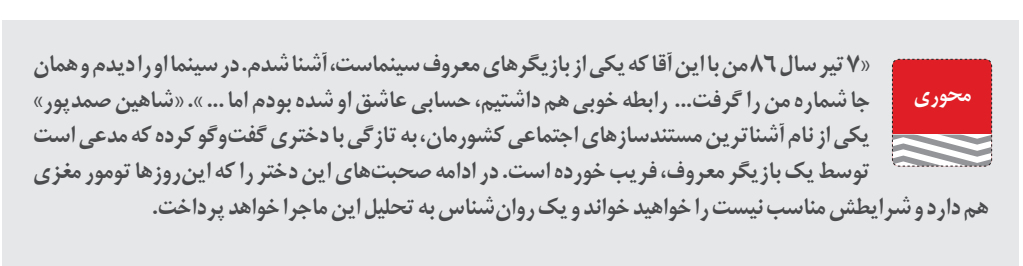 محوری
«۷ تیر سال ۸۶ من با این آقا که یکی از بازیگرهای معروف سینماست، آشنا شدم. در سینما او را دیدم و همان
جا شماره من را گرفت... رابطه خوبی هم داشتیم، حسابی عاشق او شده بودم اما ... ». «شاهین صمدپور»
یکی از نام آشناترین مستندسازهای اجتماعی کشورمان، به تازگی با دختری گفت‌وگو کرده که مدعی است
توسط یک بازیگر معروف، فریب خورده است. در ادامه صحبت‌های این دختر را که این‌روزها تومور مغزی
هم دارد و شرایطش مناسب نیست را خواهید خواند و یک روان‌شناس به تحلیل این ماجرا خواهد پرداخت.